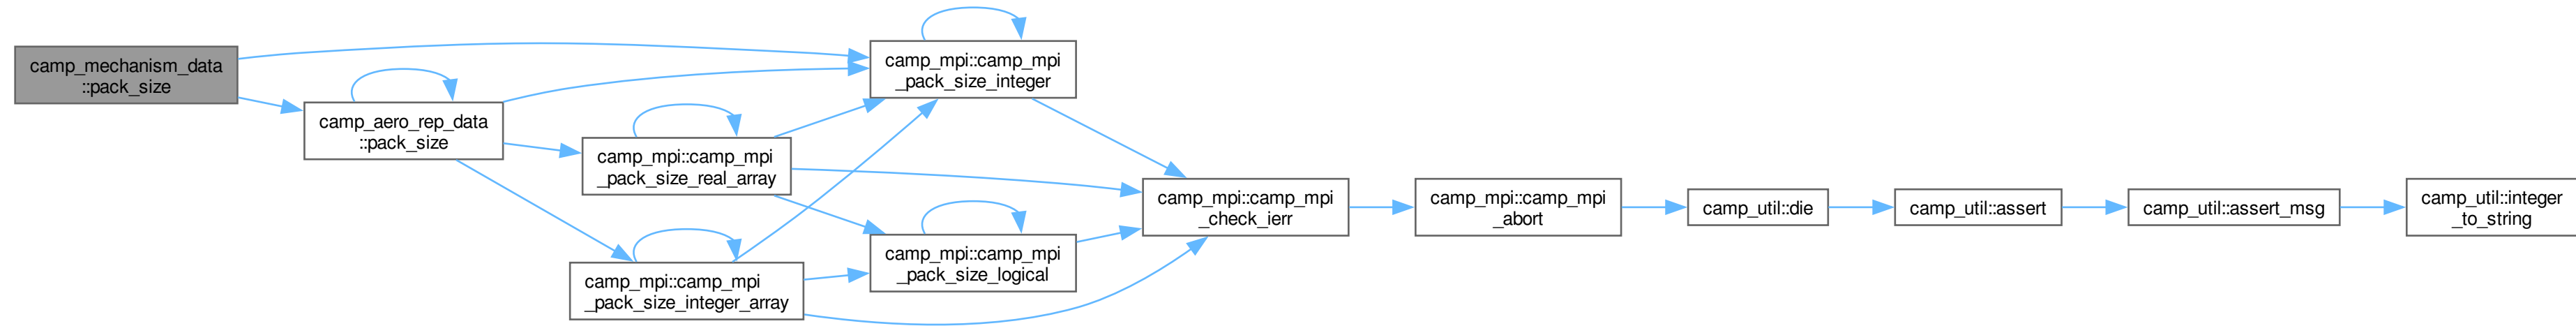 camp_mechanism_data
::pack_size
camp_aero_rep_data
::pack_size
camp_mpi::camp_mpi
_pack_size_integer
camp_mpi::camp_mpi
_pack_size_real_array
camp_mpi::camp_mpi
_pack_size_logical
camp_mpi::camp_mpi
_pack_size_integer_array
camp_mpi::camp_mpi
_check_ierr
camp_mpi::camp_mpi
_abort
camp_util::die
camp_util::assert
camp_util::assert_msg
camp_util::integer
_to_string